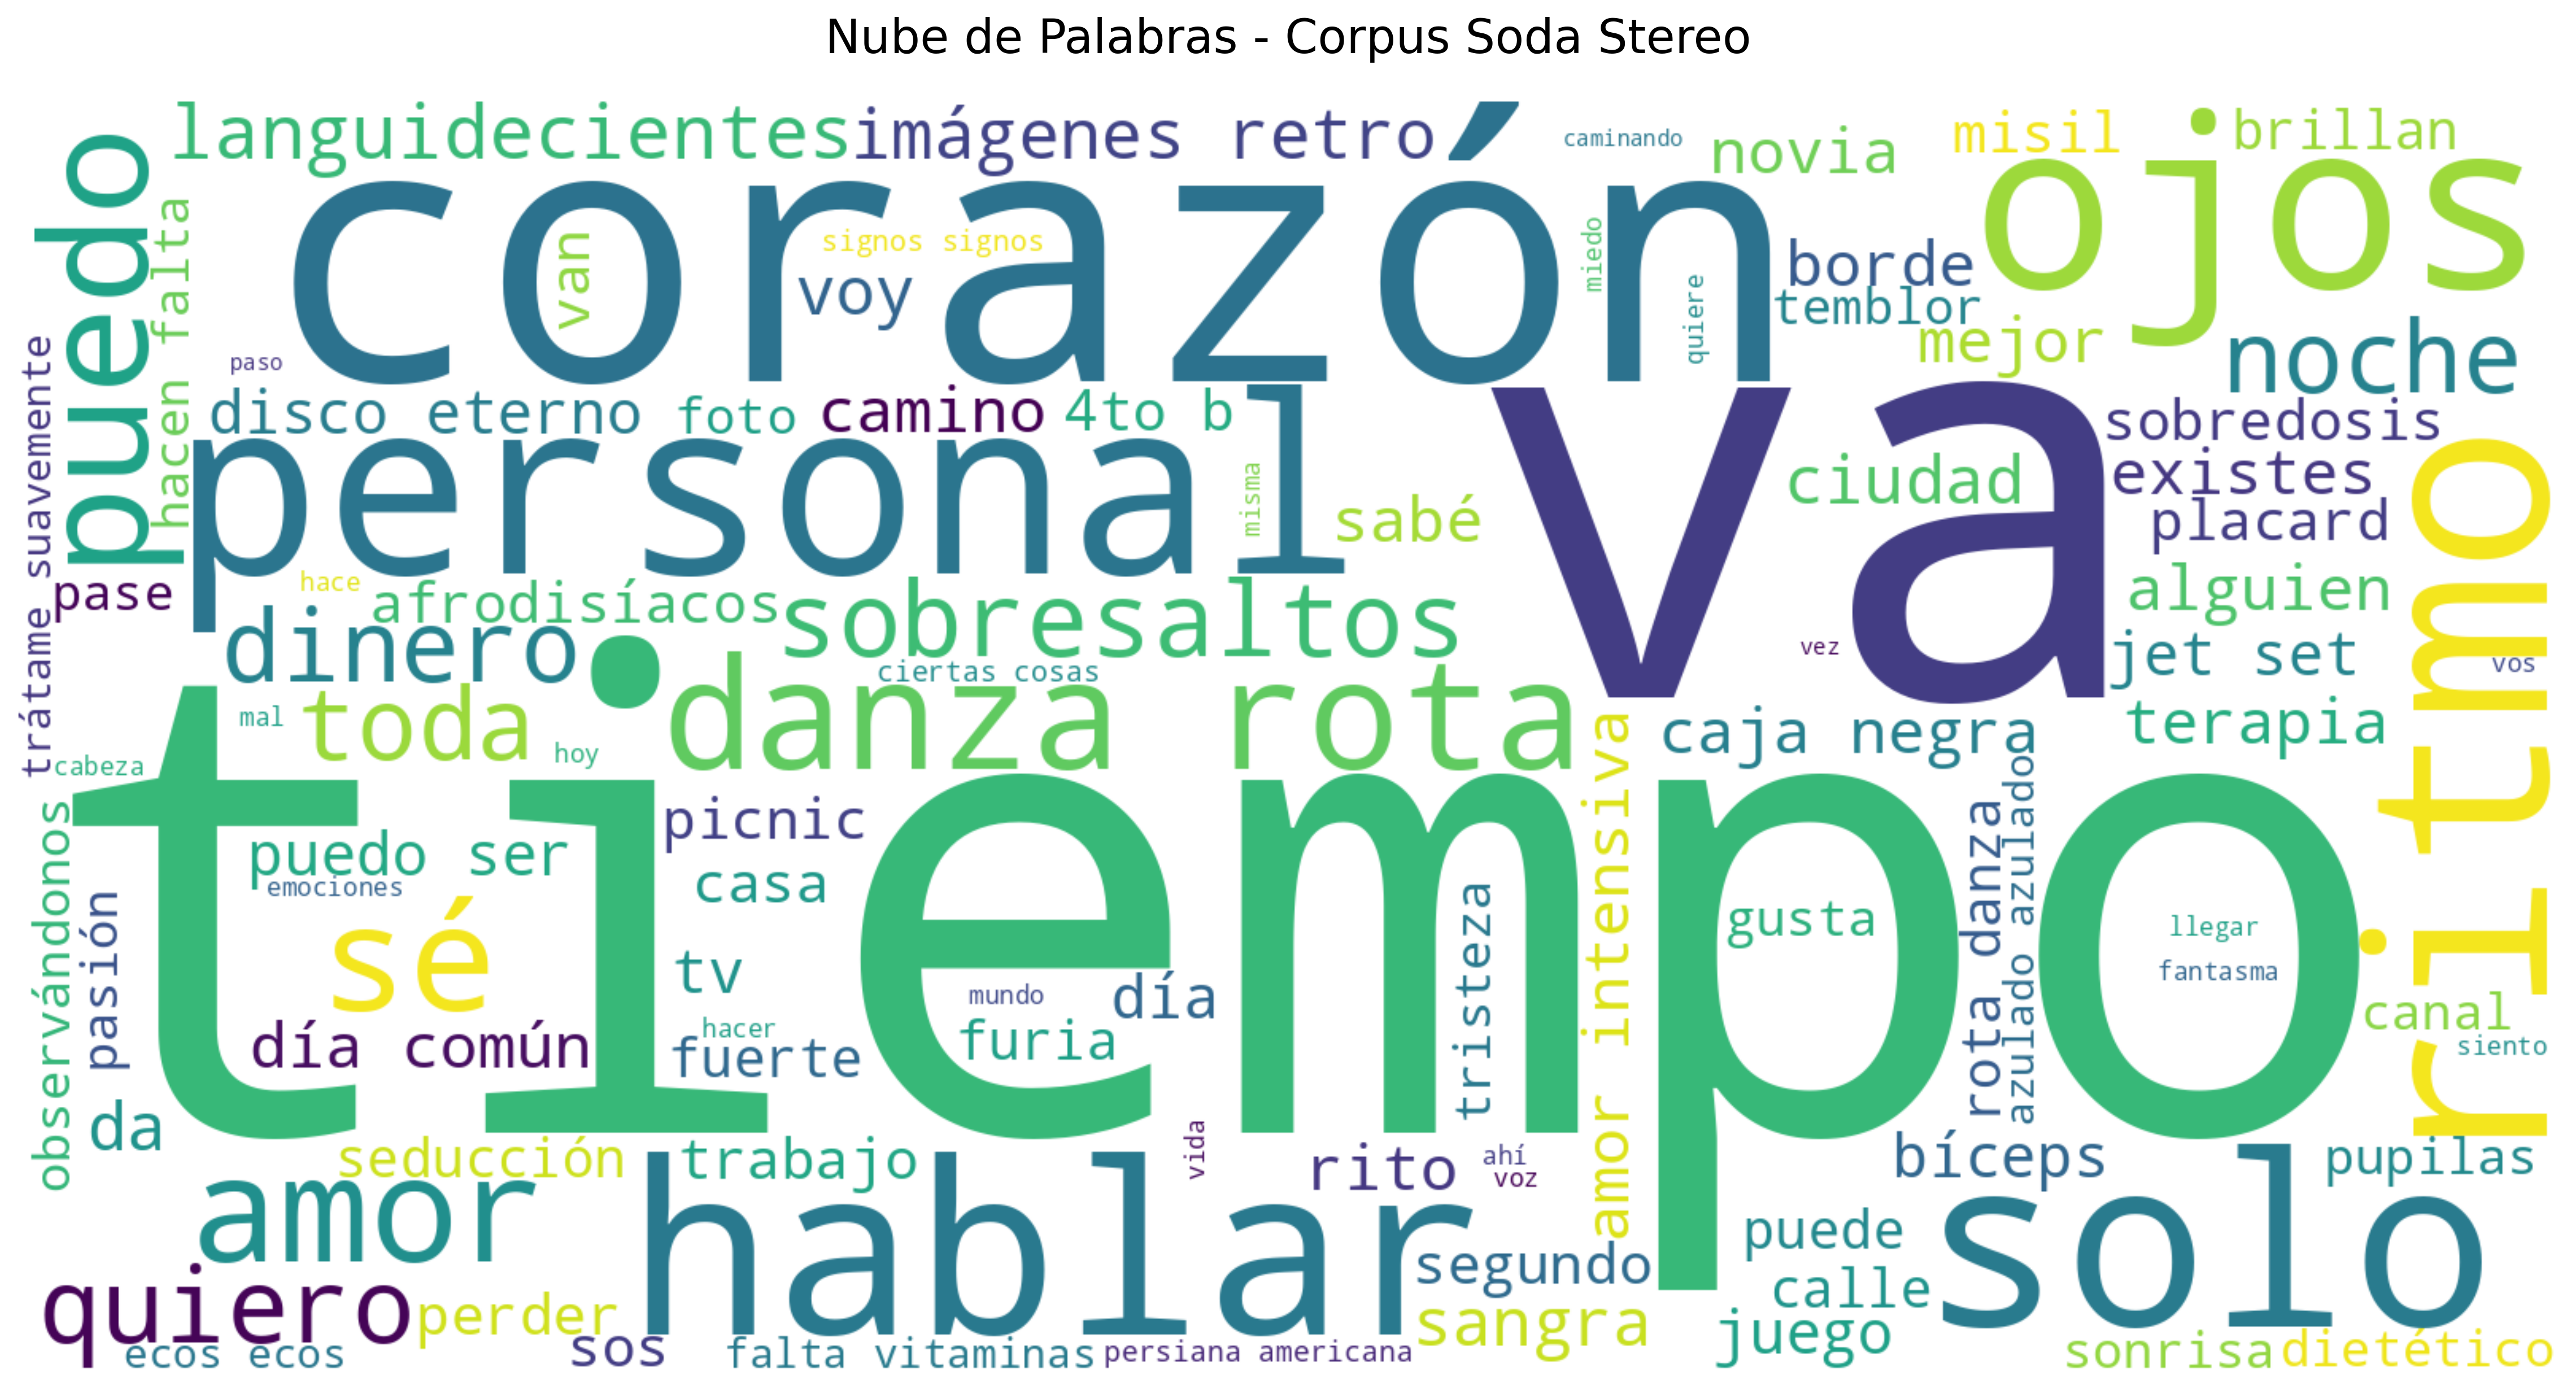 Nube de Palabras - Corpus Soda Stereo
languidecientes
imágenes retro
caminando
novia
misil
brillan
puedo
hacen falta
corazón
ojos
van
signos signos
voy
miedo
quiere
borde
temblor
mejor
noche
paso
trátame suavemente
disco eterno
foto
camino
4to b
va
sobredosis
personal
misma
sabé
ciudad
existes
placard
ritmo
pase
hace
afrodisíacos
sobresaltos
alguien
dinero
ciertas cosas
vez
jet set
vos
mal
toda
hoy
danza rota
caja negra
terapia
cabeza
tiempo
observándonos
picnic
amor intensiva
rota danza
azulado azulado
puedo ser
emociones
casa
tristeza
gusta
llegar
pasión
sé
tv
mundo
día
fantasma
canal
día común
hacer
fuerte
furia
siento
da
seducción
trabajo
vida
rito
ahí
voz
bíceps
pupilas
amor
hablar
segundo
puede
solo
calle
quiero
perder
sangra
juego
ecos ecos
sos
falta vitaminas
persiana americana
sonrisa
dietético